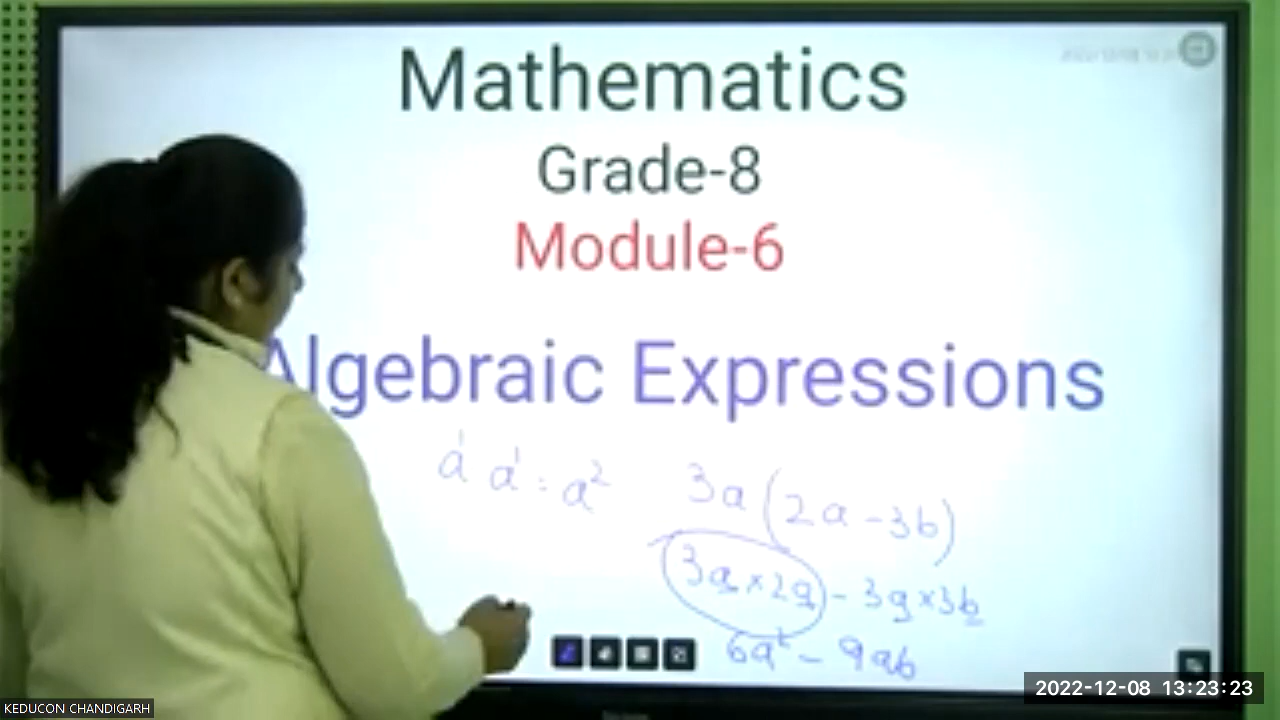 Mathematics
Grade-8
Module-6
Algebraic Expressions
a¹ a¹ = a² 3a(2a-3b)
3a×2a - 3a×3b
6a² - 9ab
2022-12-08 13:23:23
KEDUCON CHANDIGARH